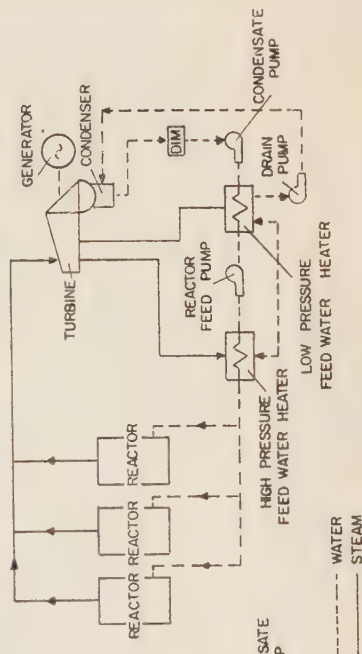 GENERATOR
CONDENSER
TURBINE
DIM
CONDENSATE
PUMP
DRAIN
PUMP
REACTOR
FEED PUMP
LOW PRESSURE
FEED WATER HEATER
HIGH PRESSURE
FEED WATER HEATER
REACTOR
REACTOR
REACTOR
WATER
STEAM